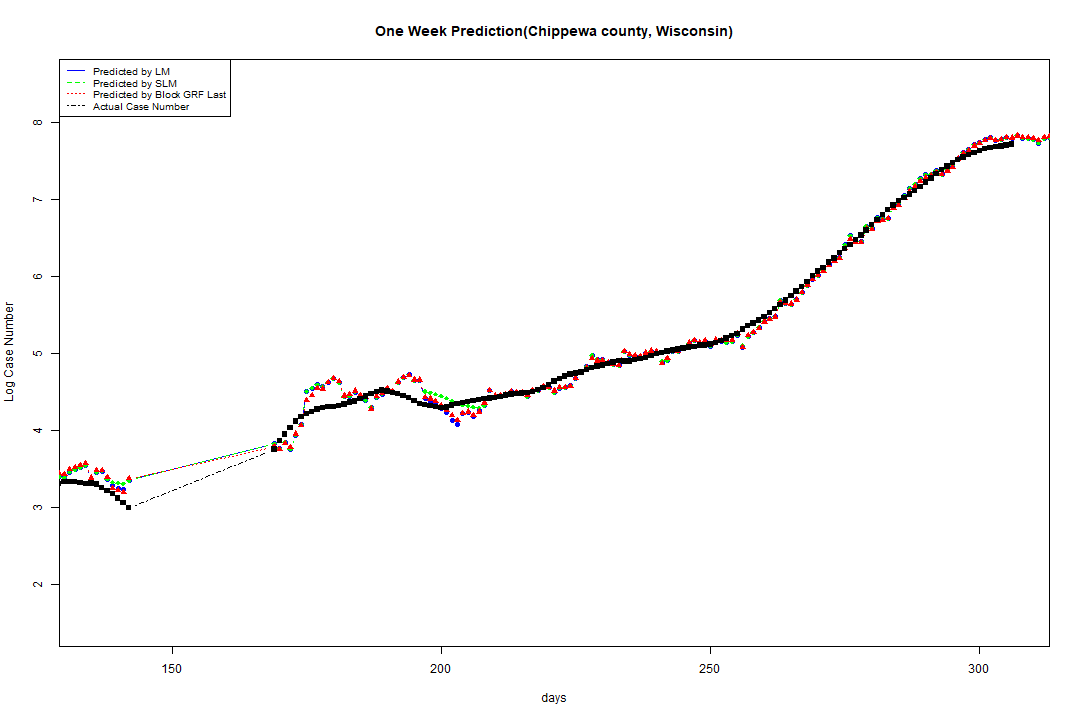 One Week Prediction(Chippewa county, Wisconsin)
Predicted by LM
Predicted by SLM
Predicted by Block GRF Last
Actual Case Number
Log Case Number
8
7
6
5
4
3
2
150 200 250 300
days